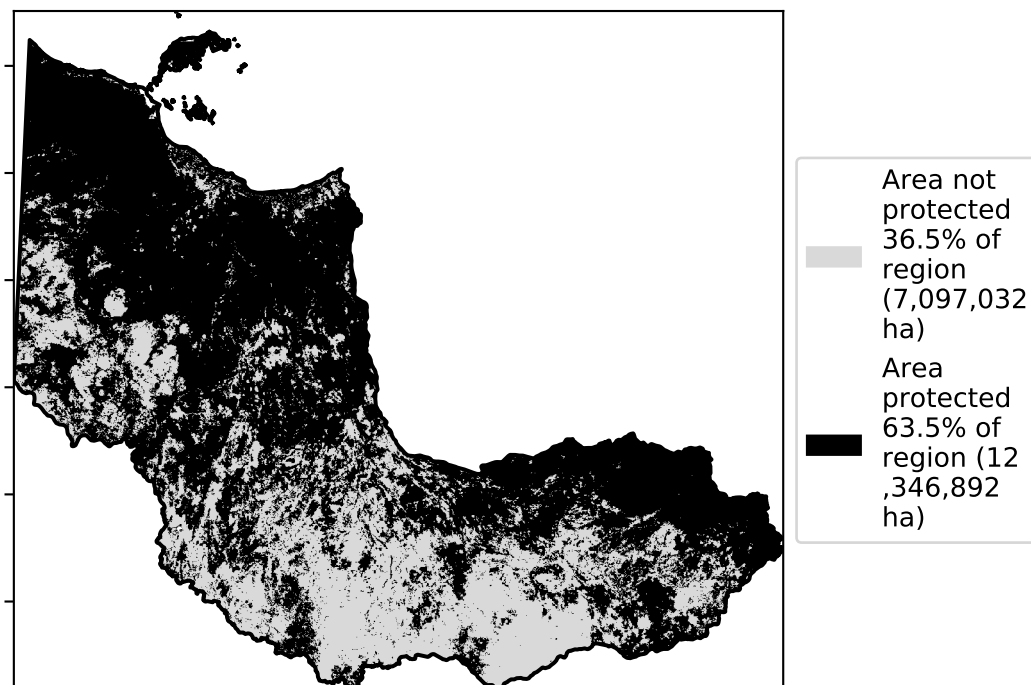 Area not
protected
36.5% of
region
(7,097,032
ha)
Area
protected
63.5% of
region (12
,346,892
ha)